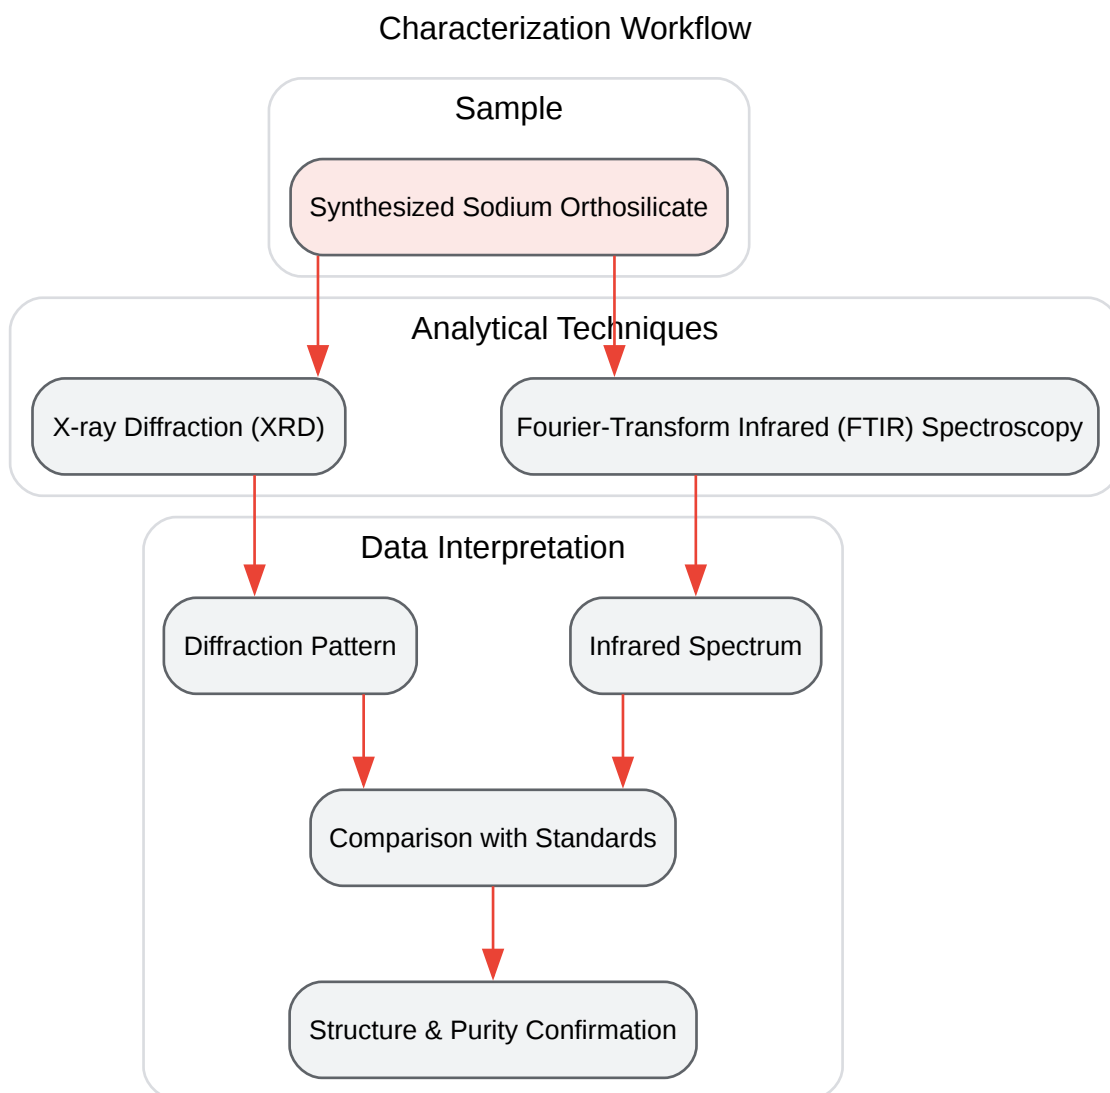 Characterization Workflow
Sample
Synthesized Sodium Orthosilicate
Analytical Techniques
X-ray Diffraction (XRD)
Fourier-Transform Infrared (FTIR) Spectroscopy
Data Interpretation
Diffraction Pattern
Infrared Spectrum
Comparison with Standards
Structure & Purity Confirmation